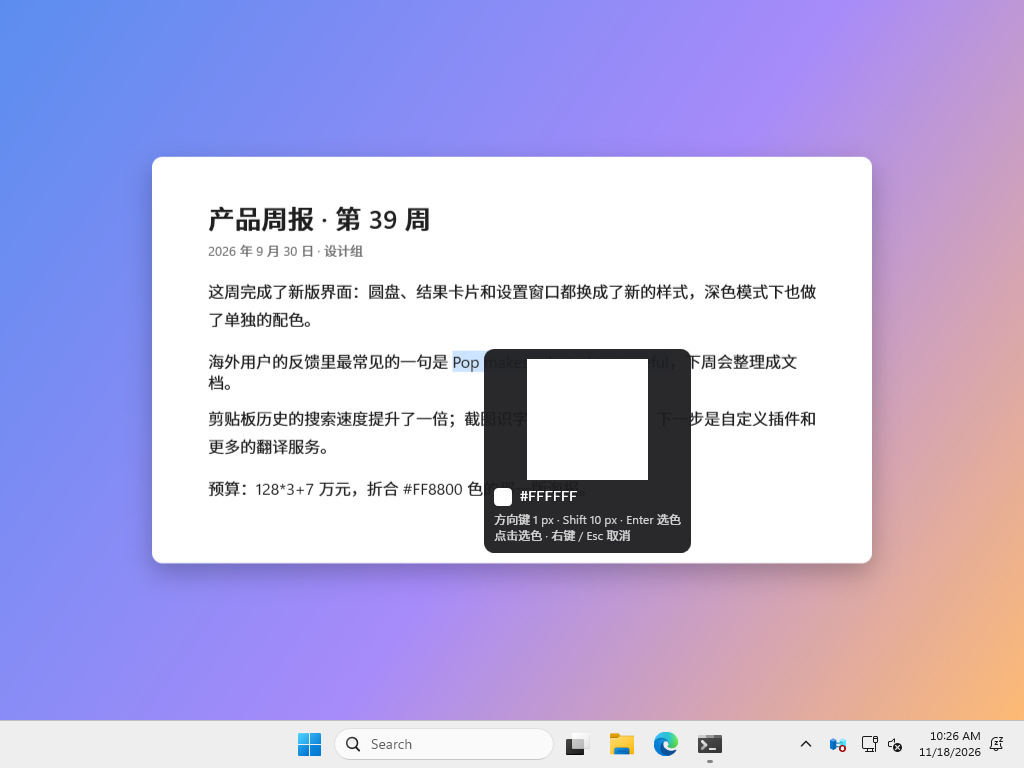 产品周报 · 第 39 周
2026 年 9 月 30 日 · 设计组
这周完成了新版界面：圆盘、结果卡片和设置窗口都换成了新的样式，深色模式下也做
了单独的配色。
海外用户的反馈里最常见的一句是 Pop makes 下周会整理成文
档。
剪贴板历史的搜索速度提升了一倍；截图识字 下一步是自定义插件和
更多的翻译服务。
预算：128*3+7 万元，折合 #FF8800 色
#FFFFFF
方向键 1 px · Shift 10 px · Enter 选色
点击选色 · 右键 / Esc 取消
Search
10:26 AM
11/18/2026